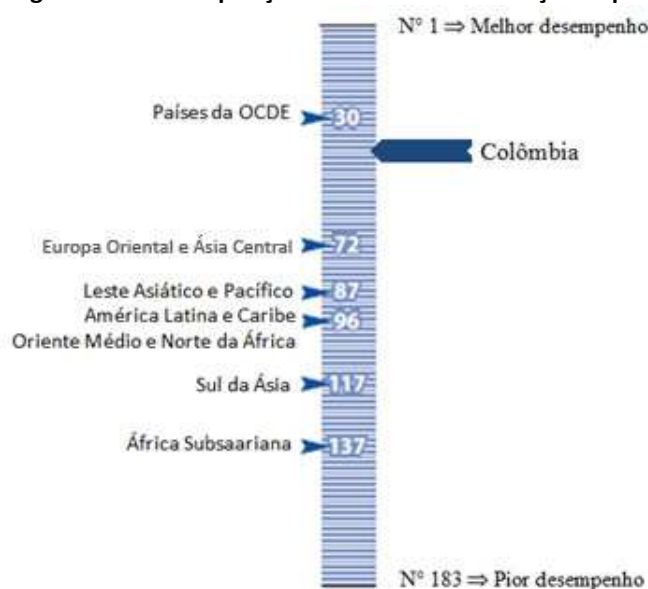 Nº 1 ⇒ Melhor desempenho
Países da OCDE 30
Colômbia
Europa Oriental e Ásia Central 72
Leste Asiático e Pacífico 87
América Latina e Caribe 96
Oriente Médio e Norte da África
Sul da Ásia 117
África Subsaariana 137
Nº 183 ⇒ Pior desempenho